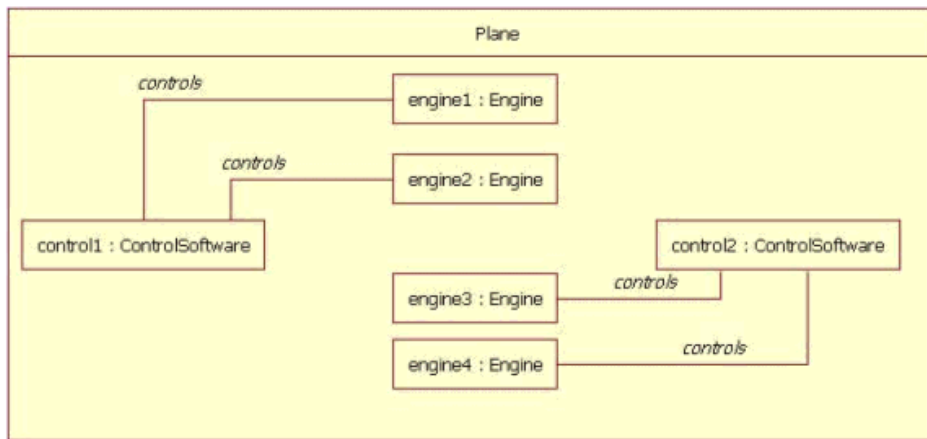 Plane
controls
engine1 : Engine
controls
engine2 : Engine
control1 : ControlSoftware
control2 : ControlSoftware
controls
engine3 : Engine
controls
engine4 : Engine